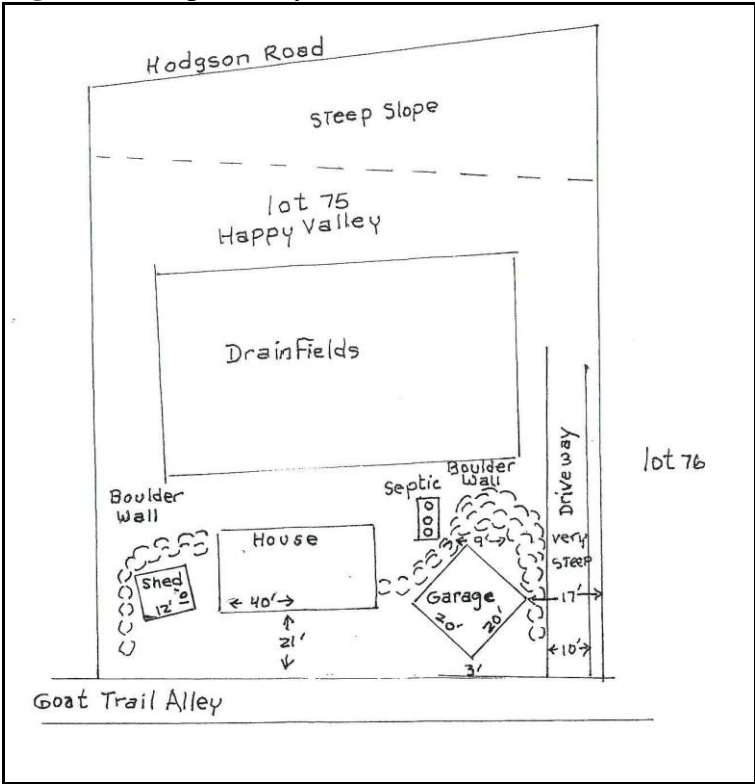 Hodgson Road
Steep Slope
lot 75
Happy Valley
Drainfields
lot 76
Driveway
very
steep
Boulder
Wall
Septic
Boulder
Wall
House
Shed
12'
10'
40'
21'
9'
Garage
20'
20'
3'
17'
10'
Goat Trail Alley